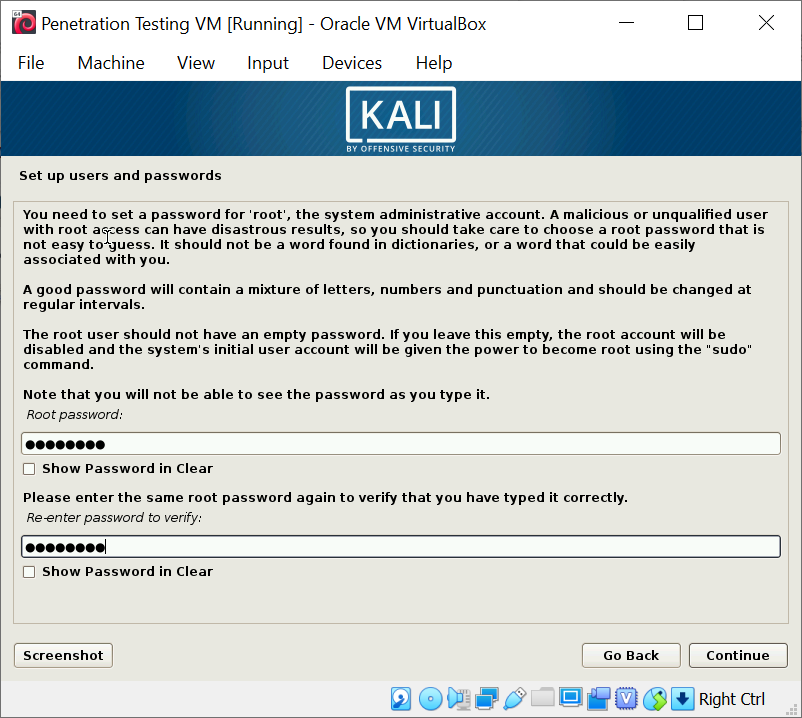 Penetration Testing VM [Running] - Oracle VM VirtualBox
File Machine View Input Devices Help
KALI
BY OFFENSIVE SECURITY
Set up users and passwords
You need to set a password for 'root', the system administrative account. A malicious or unqualified user
with root access can have disastrous results, so you should take care to choose a root password that is
not easy to guess. It should not be a word found in dictionaries, or a word that could be easily
associated with you.
A good password will contain a mixture of letters, numbers and punctuation and should be changed at
regular intervals.
The root user should not have an empty password. If you leave this empty, the root account will be
disabled and the system's initial user account will be given the power to become root using the "sudo"
command.
Note that you will not be able to see the password as you type it.
Root password:
●●●●●●●●
Show Password in Clear
Please enter the same root password again to verify that you have typed it correctly.
Re-enter password to verify:
●●●●●●●●
Show Password in Clear
Screenshot Go Back Continue
Right Ctrl